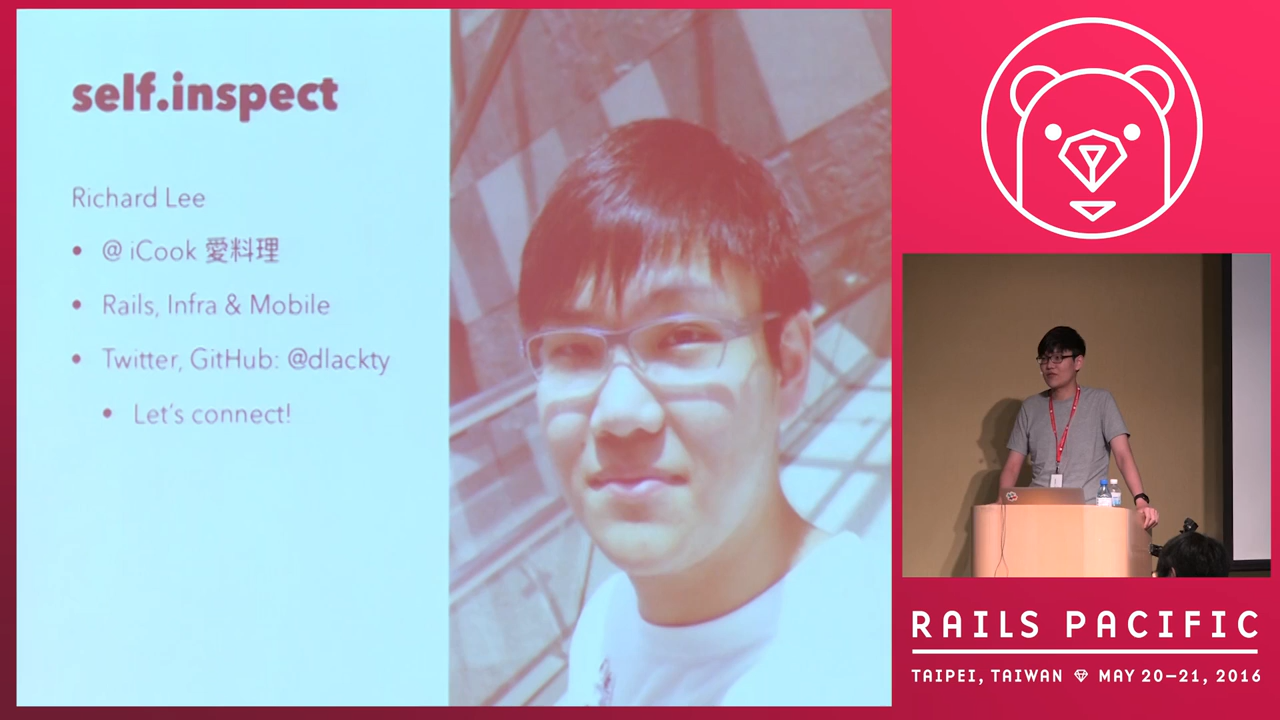 self.inspect
Richard Lee
• @ iCook 愛料理
• Rails, Infra & Mobile
• Twitter, GitHub: @dlackty
• Let's connect!
RAILS PACIFIC
TAIPEI, TAIWAN MAY 20–21, 2016